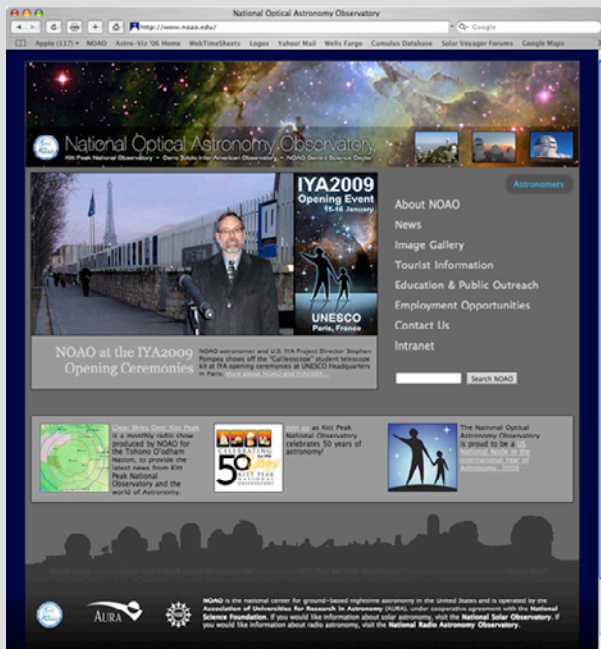 National Optical Astronomy Observatory
http://www.noao.edu/
Google
Apple (117) NOAO Astro-Viz '06 Home WebTimeSheets Logos Yahoo! Mail Wells Fargo Cumulus Database Solar Voyager Forums Google Maps
National Optical Astronomy Observatory
Kitt Peak National Observatory • Cerro Tololo Inter-American Observatory • NOAO Gemini Science Center
Astronomers
IYA2009
Opening Event
15-16 January
UNESCO
Paris, France
NOAO at the IYA2009
Opening Ceremonies
NOAO astronomer and U.S. IYA Project Director Stephen
Pompea shows off the "Galileoscope" student telescope
kit at IYA opening ceremonies at UNESCO Headquarters
in Paris. More about NOAO and IYA2009...
About NOAO
News
Image Gallery
Tourist Information
Education & Public Outreach
Employment Opportunities
Contact Us
Intranet
Search NOAO
Clear Skies Over Kitt Peak
is a monthly radio show
produced by NOAO for
the Tohono O'odham
Nation, to provide the
latest news from Kitt
Peak National
Observatory and the
world of Astronomy.
CELEBRATING
50 years
KITT PEAK
NATIONAL
OBSERVATORY
Join us as Kitt Peak
National Observatory
celebrates 50 years of
astronomy!
The National Optical
Astronomy Observatory
is proud to be a US
National Node in the
International Year of
Astronomy, 2009
AURA
NOAO is the national center for ground-based nighttime astronomy in the United States and is operated by the
Association of Universities for Research in Astronomy (AURA), under cooperative agreement with the National
Science Foundation. If you would like information about solar astronomy, visit the National Solar Observatory. If
you would like information about radio astronomy, visit the National Radio Astronomy Observatory.